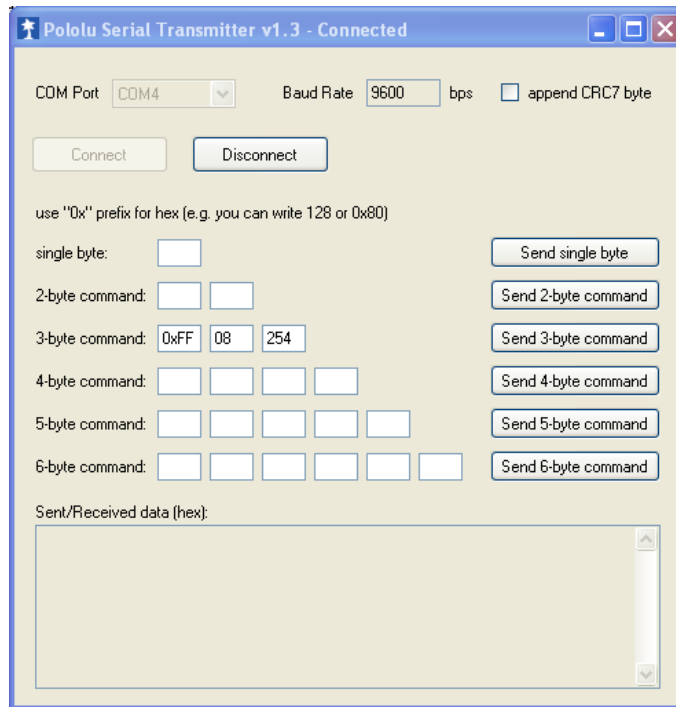 Pololu Serial Transmitter v1.3 - Connected
COM Port COM4 Baud Rate 9600 bps append CRC7 byte
Connect Disconnect
use "0x" prefix for hex (e.g. you can write 128 or 0x80)
single byte: Send single byte
2-byte command: Send 2-byte command
3-byte command: 0xFF 08 254 Send 3-byte command
4-byte command: Send 4-byte command
5-byte command: Send 5-byte command
6-byte command: Send 6-byte command
Sent/Received data (hex):